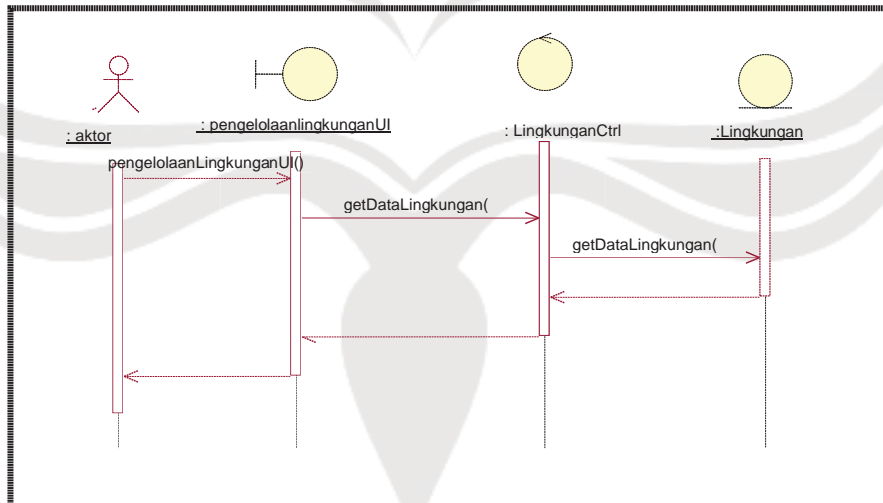 : aktor
: pengelolaanlingkunganUI
: LingkunganCtrl
:Lingkungan
pengelolaanLingkunganUI()
getDataLingkungan(
getDataLingkungan(